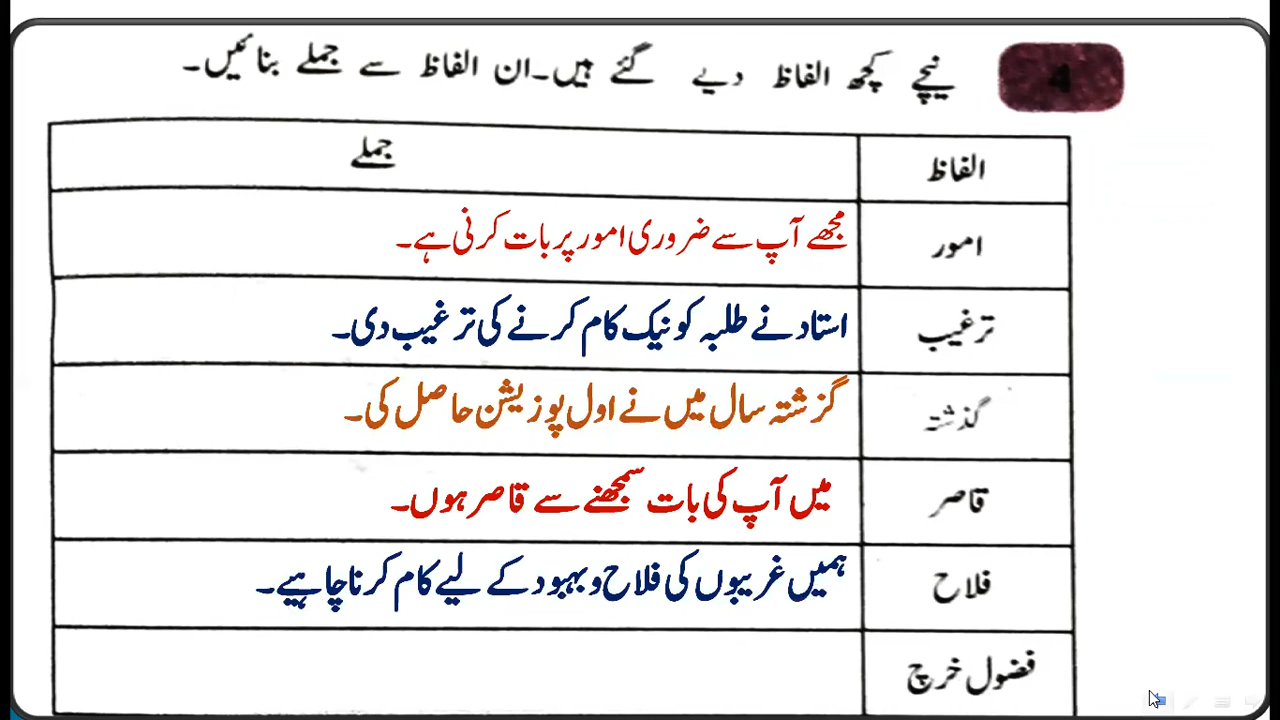 4 نیچے کچھ الفاظ دیے گئے ہیں۔ان الفاظ سے جملے بنائیں۔
الفاظ جملے
امور مجھے آپ سے ضروری امور پر بات کرنی ہے۔
ترغیب استاد نے طلبہ کو نیک کام کرنے کی ترغیب دی۔
گذشتہ گزشتہ سال میں نے اول پوزیشن حاصل کی۔
قاصر میں آپ کی بات سمجھنے سے قاصر ہوں۔
فلاح ہمیں غریبوں کی فلاح و بہبود کے لیے کام کرنا چاہیے۔
فضول خرچ